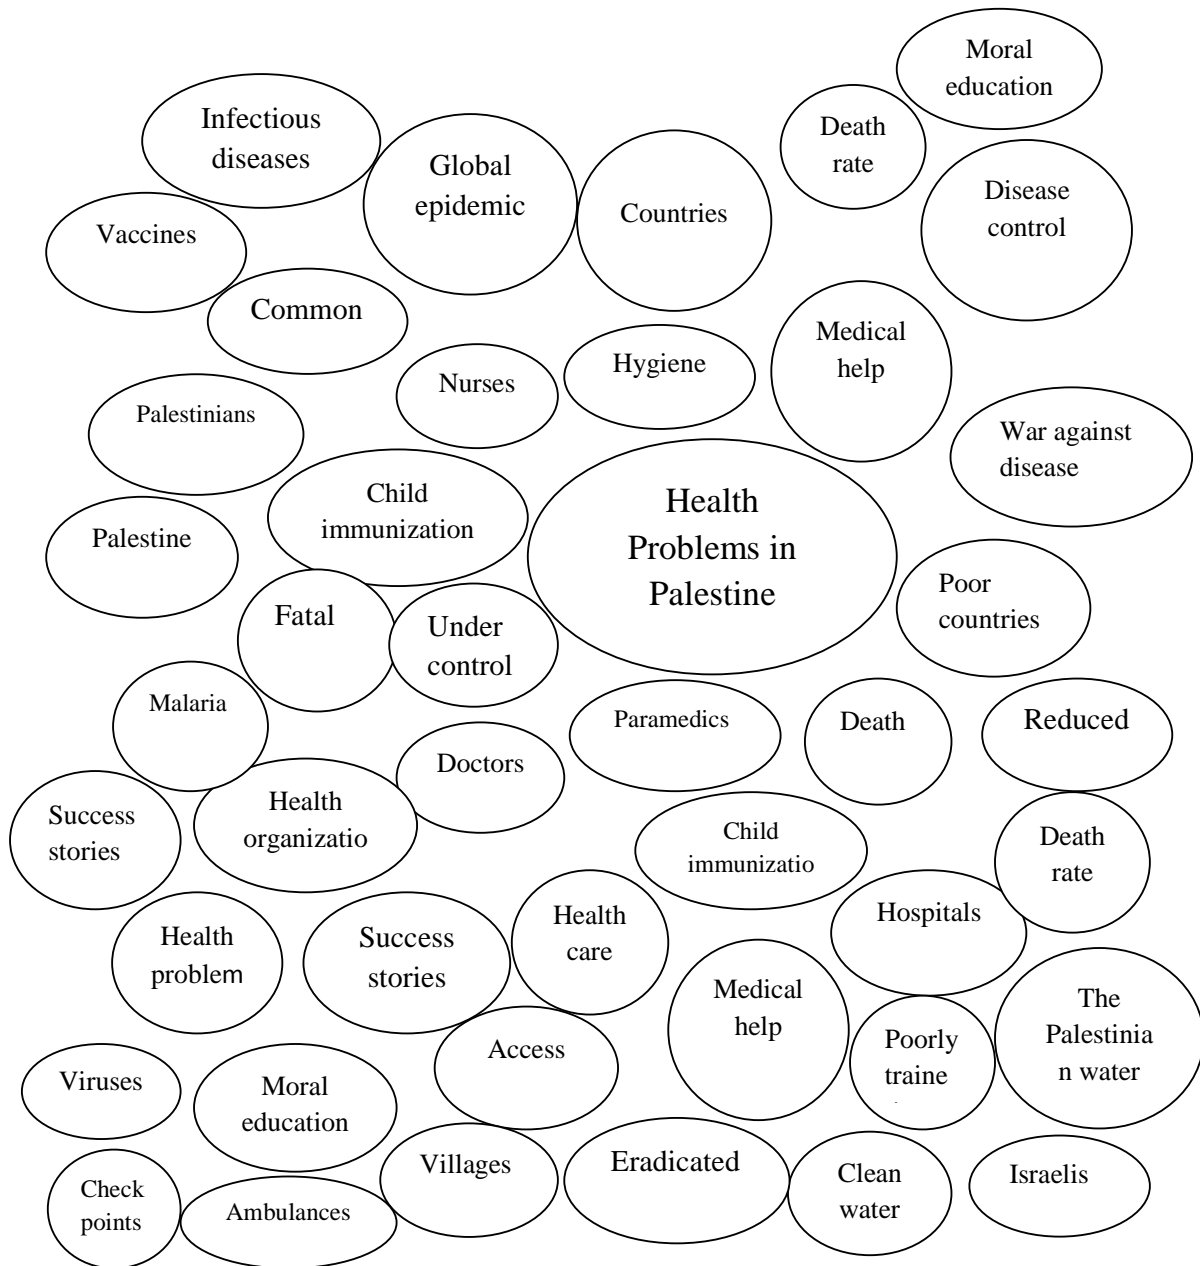 Moral
education
Infectious
diseases
Death
rate
Global
epidemic
Countries
Disease
control
Vaccines
Common
Medical
help
Hygiene
Nurses
Palestinians
War against
disease
Child
immunization
Health
Problems in
Palestine
Palestine
Poor
countries
Fatal
Under
control
Malaria
Paramedics
Death
Reduced
Doctors
Success
stories
Health
organizatio
Child
immunizatio
Death
rate
Hospitals
Health
care
Health
problem
Success
stories
Medical
help
The
Palestinia
n water
Poorly
traine
Access
Viruses
Moral
education
Villages
Eradicated
Clean
water
Israelis
Check
points
Ambulances